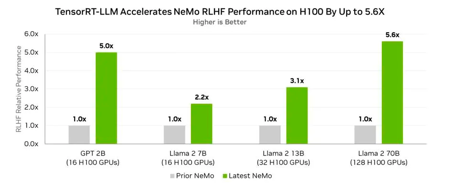 TensorRT-LLM Accelerates NeMo RLHF Performance on H100 By Up to 5.6X
Higher is Better
RLHF Relative Performance
6.0x
5.0x
4.0x
3.0x
2.0x
1.0x
0.0x
1.0x
5.0x
1.0x
2.2x
1.0x
3.1x
1.0x
5.6x
GPT 2B
(16 H100 GPUs)
Llama 2 7B
(16 H100 GPUs)
Llama 2 13B
(32 H100 GPUs)
Llama 2 70B
(128 H100 GPUs)
Prior NeMo
Latest NeMo